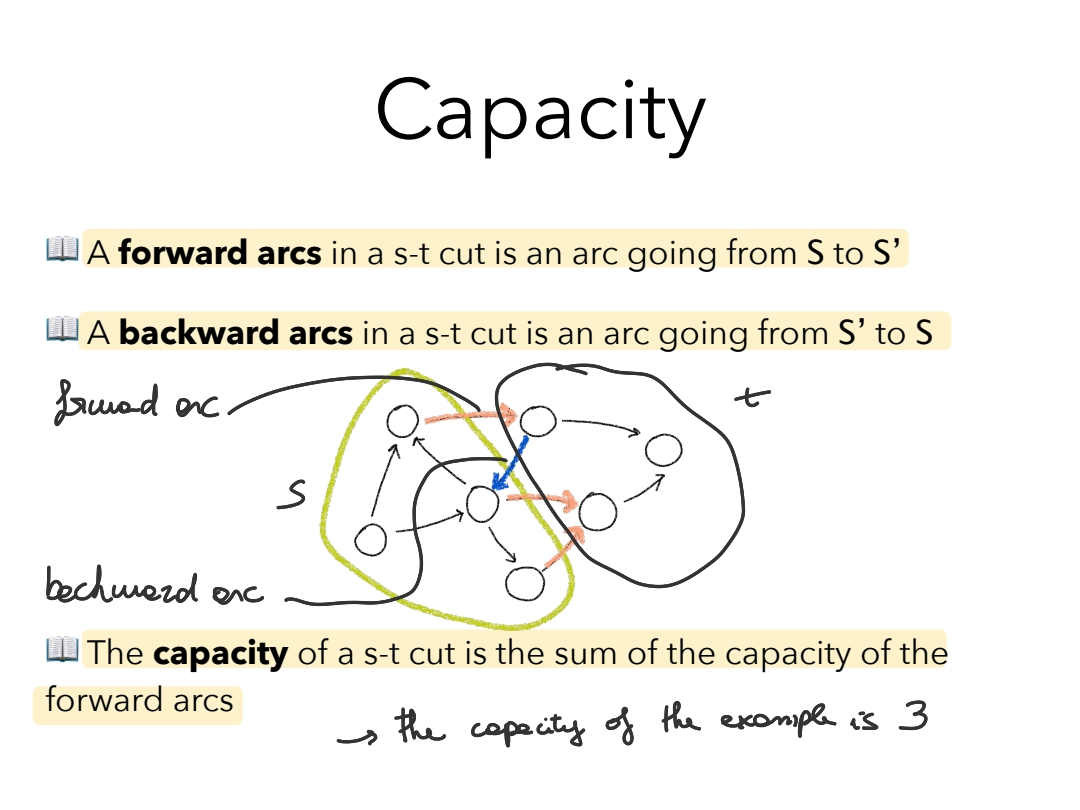 Capacity
📖 A forward arcs in a s-t cut is an arc going from S to S’
📖 A backward arcs in a s-t cut is an arc going from S’ to S
forward arc
t
S
backward arc
📖 The capacity of a s-t cut is the sum of the capacity of the
forward arcs
→ the capacity of the example is 3